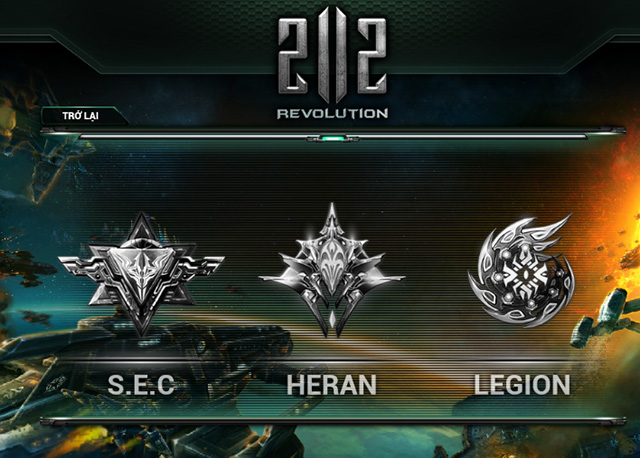 2112
REVOLUTION
TRỞ LẠI
S.E.C
HERAN
LEGION